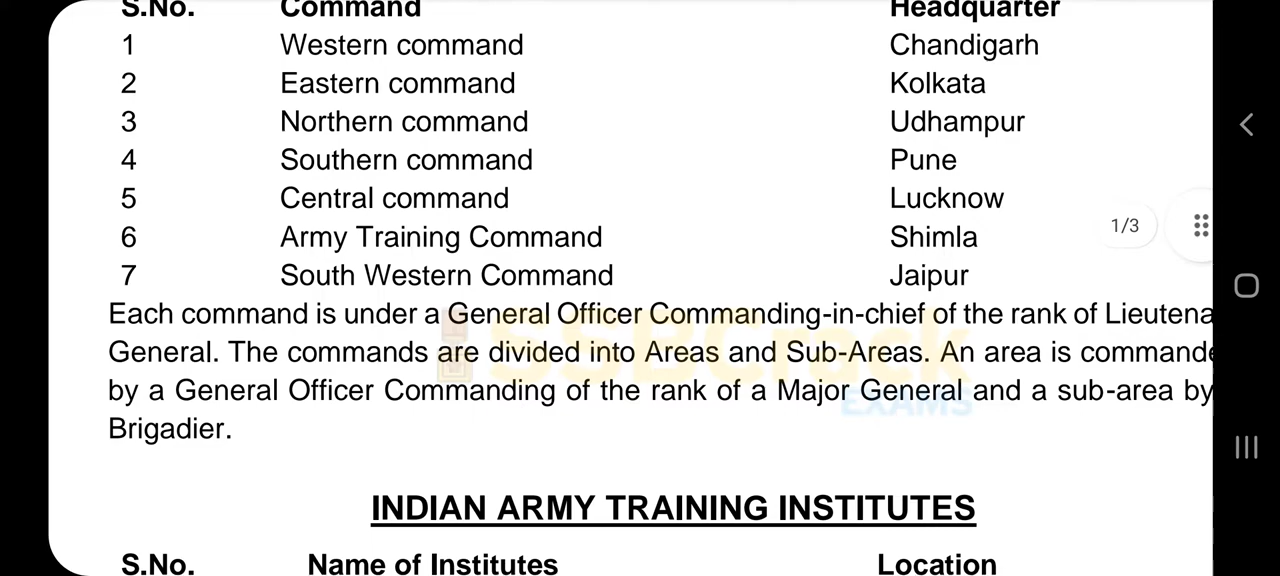 S.No. Command Headquarter
1 Western command Chandigarh
2 Eastern command Kolkata
3 Northern command Udhampur
4 Southern command Pune
5 Central command Lucknow
6 Army Training Command Shimla
7 South Western Command Jaipur
1/3
Each command is under a General Officer Commanding-in-chief of the rank of Lieutena
General. The commands are divided into Areas and Sub-Areas. An area is commande
by a General Officer Commanding of the rank of a Major General and a sub-area by
Brigadier.
SSBCrack
EXAMS
INDIAN ARMY TRAINING INSTITUTES
S.No. Name of Institutes Location